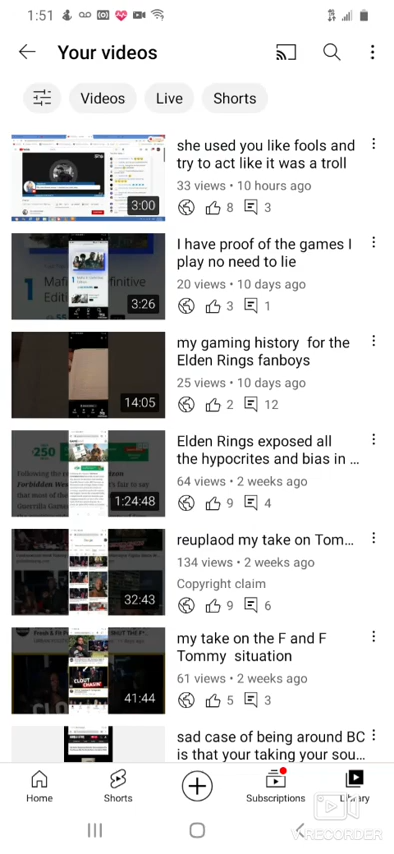 1:51
Your videos
Videos
Live
Shorts
she used you like fools and
try to act like it was a troll
33 views • 10 hours ago
8
3
3:00
I have proof of the games I
play no need to lie
20 views • 10 days ago
3
1
1
Edit
3:26
my gaming history for the
Elden Rings fanboys
25 views • 10 days ago
2
12
14:05
Elden Rings exposed all
the hypocrites and bias in ...
64 views • 2 weeks ago
9
4
250
Following the
Forbidden
1:24:48
reuplaod my take on Tom...
134 views • 2 weeks ago
Copyright claim
9
6
32:43
my take on the F and F
Tommy situation
61 views • 2 weeks ago
5
3
CLOUT
41:44
sad case of being around BC
is that your taking your sou...
Home
Shorts
Subscriptions
Library
V RECORDER